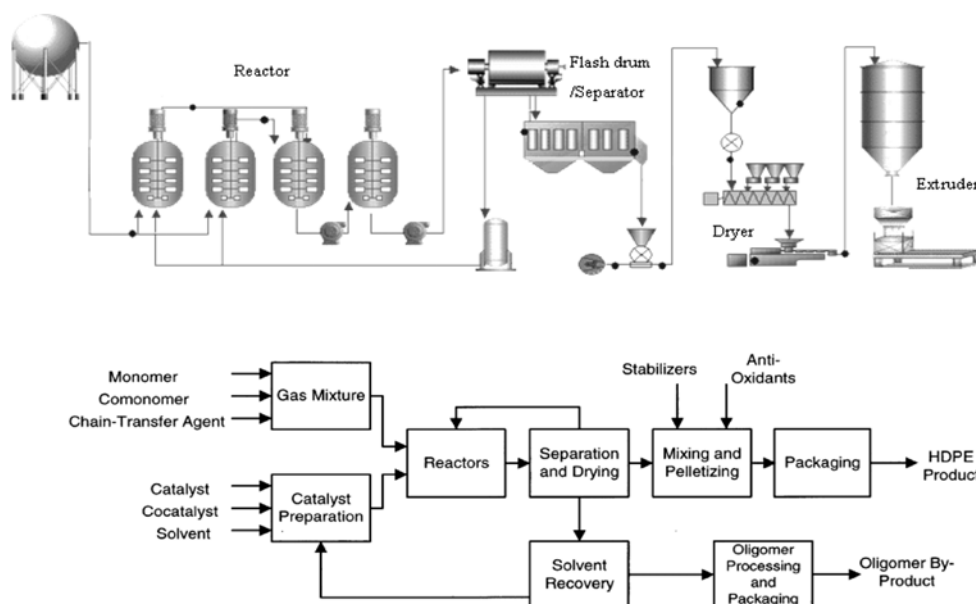 Reactor
Flash drum
/Separator
Extruder
Dryer
Monomer
Comonomer
Chain-Transfer Agent
Gas Mixture
Catalyst
Cocatalyst
Solvent
Catalyst
Preparation
Reactors
Separation
and Drying
Stabilizers
Anti-
Oxidants
Mixing and
Pelletizing
Packaging
HDPE
Product
Solvent
Recovery
Oligomer
Processing
and
Packaging
Oligomer By-
Product